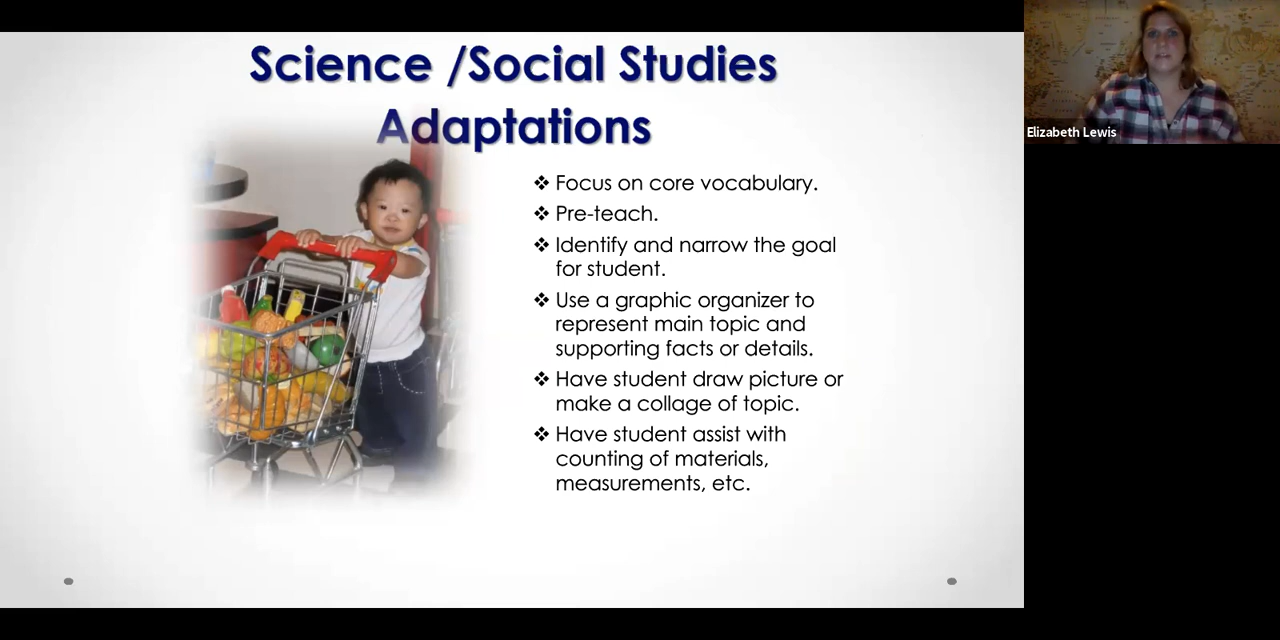 Science /Social Studies
Adaptations
❖ Focus on core vocabulary.
❖ Pre-teach.
❖ Identify and narrow the goal
for student.
❖ Use a graphic organizer to
represent main topic and
supporting facts or details.
❖ Have student draw picture or
make a collage of topic.
❖ Have student assist with
counting of materials,
measurements, etc.
Elizabeth Lewis